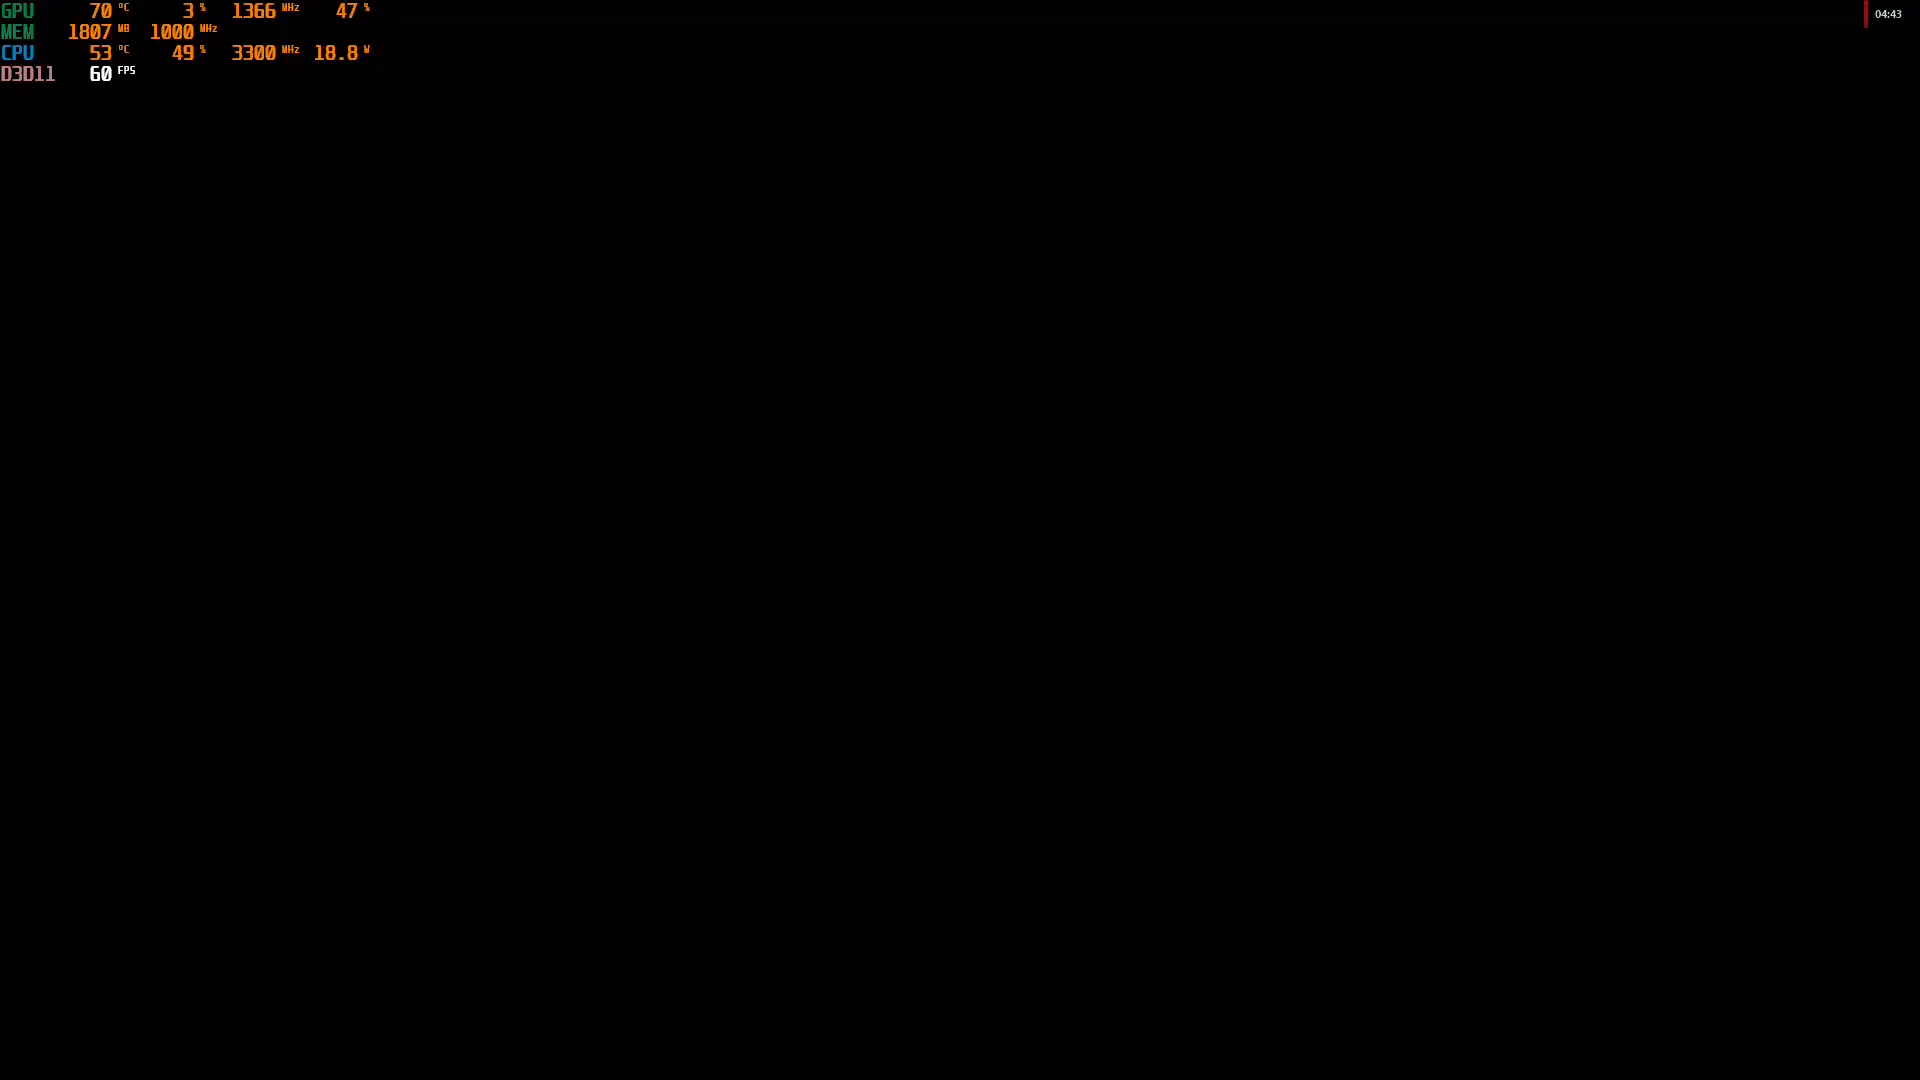 GPU 70 °C 3 % 1366 MHz 47 %
04:43
MEM 1807 MB 1000 MHz
CPU 53 °C 49 % 3300 MHz 18.8 W
D3D11 60 FPS